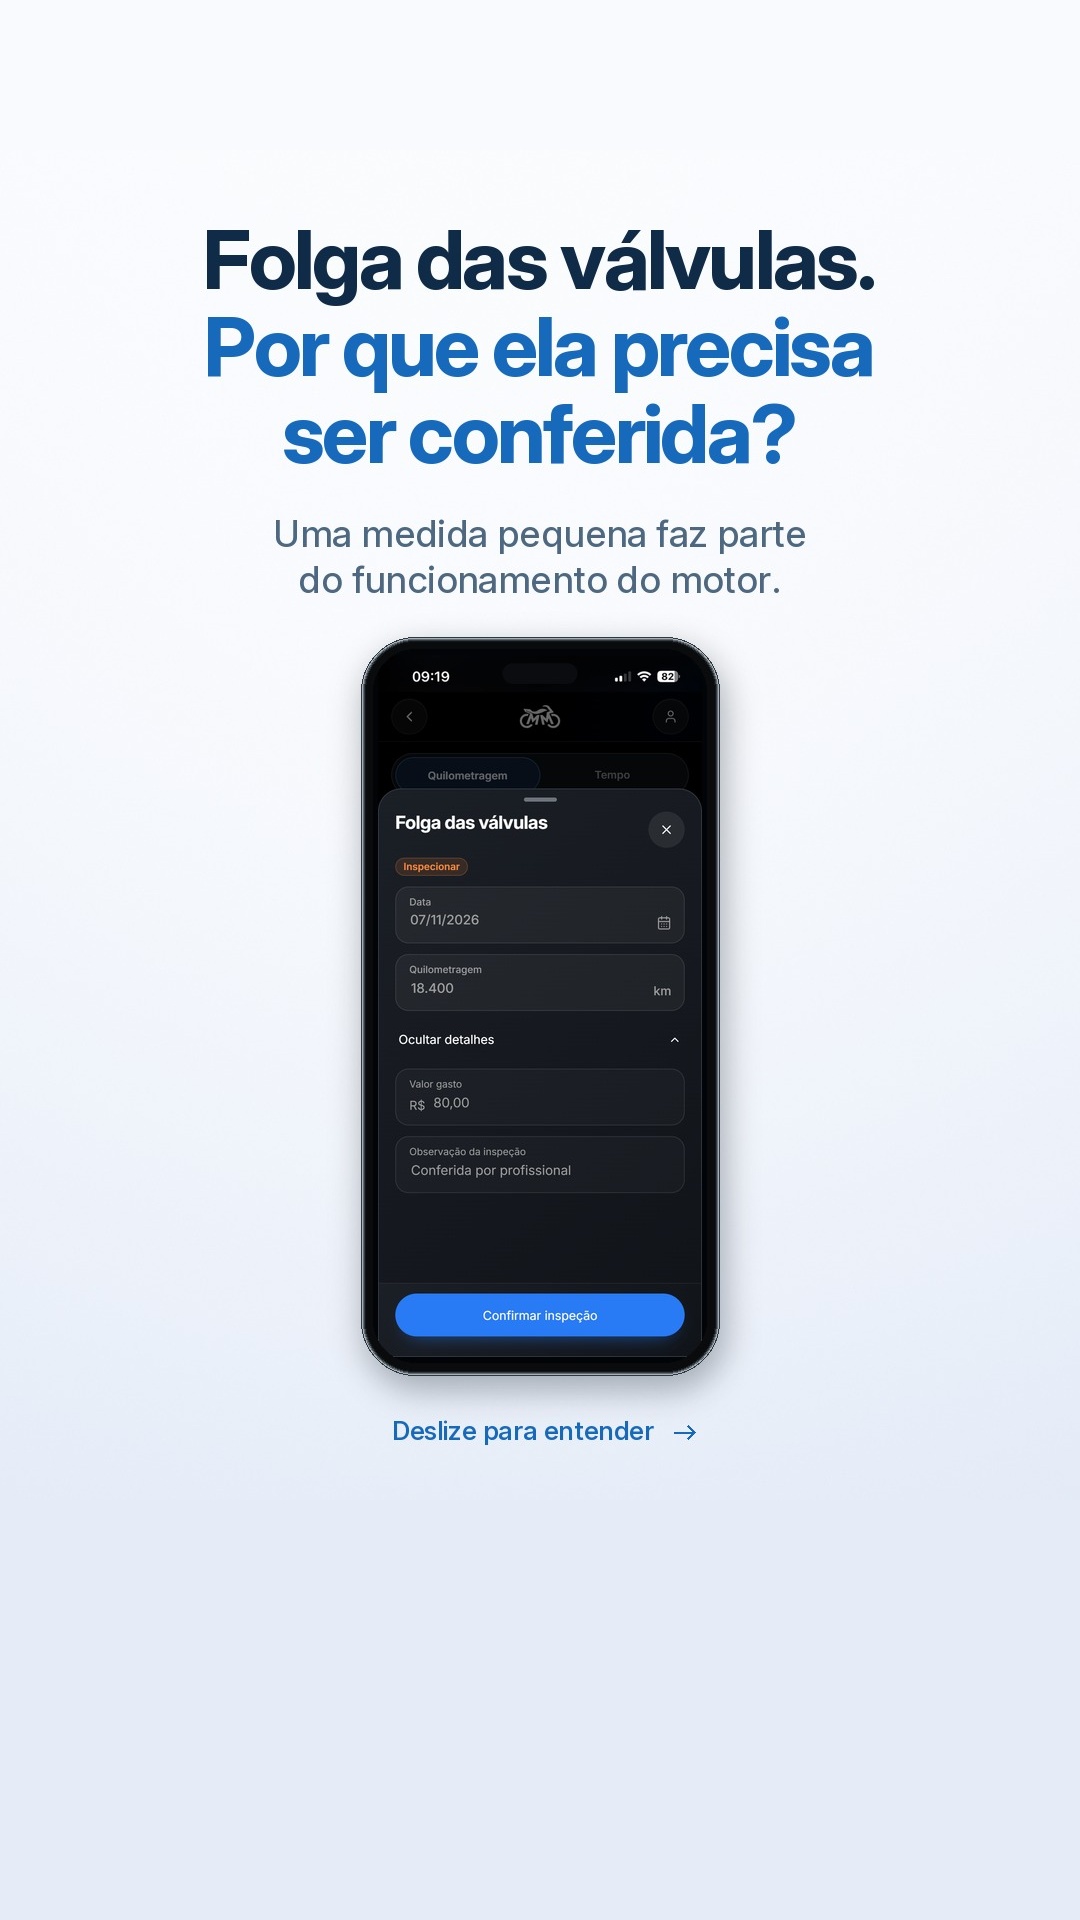 Folga das válvulas.
Por que ela precisa
ser conferida?
Uma medida pequena faz parte
do funcionamento do motor.
09:19
82
MM
Quilometragem
Tempo
Folga das válvulas
Inspecionar
Data
07/11/2026
Quilometragem
18.400
km
Ocultar detalhes
Valor gasto
R$ 80,00
Observação da inspeção
Conferida por profissional
Confirmar inspeção
Deslize para entender →